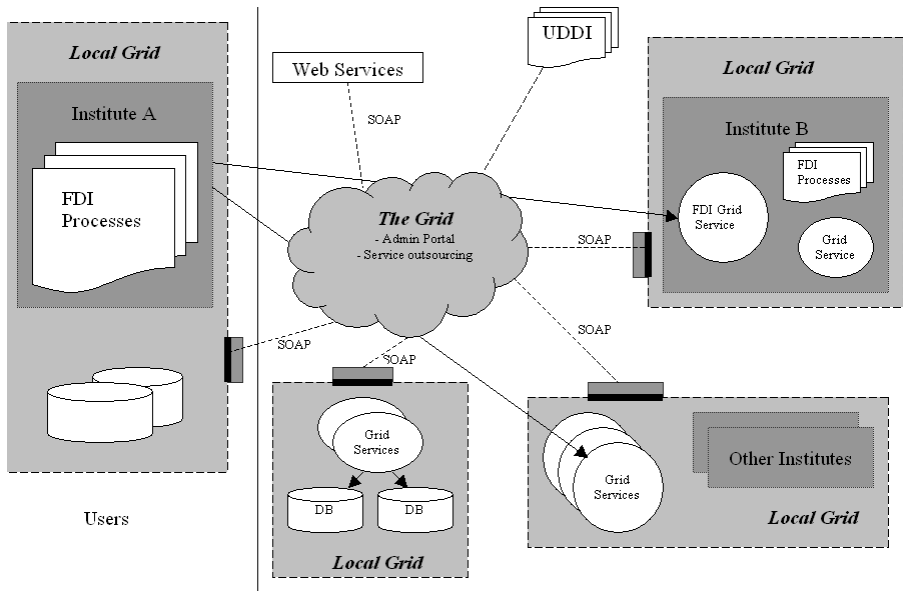 Local Grid
Institute A
FDI
Processes
Users
Web Services
SOAP
UDDI
The Grid
- Admin Portal
- Service outsourcing
SOAP
SOAP
SOAP
SOAP
Local Grid
Institute B
FDI
Processes
FDI Grid
Service
Grid
Service
Grid
Services
DB
DB
Local Grid
Grid
Services
Other Institutes
Local Grid